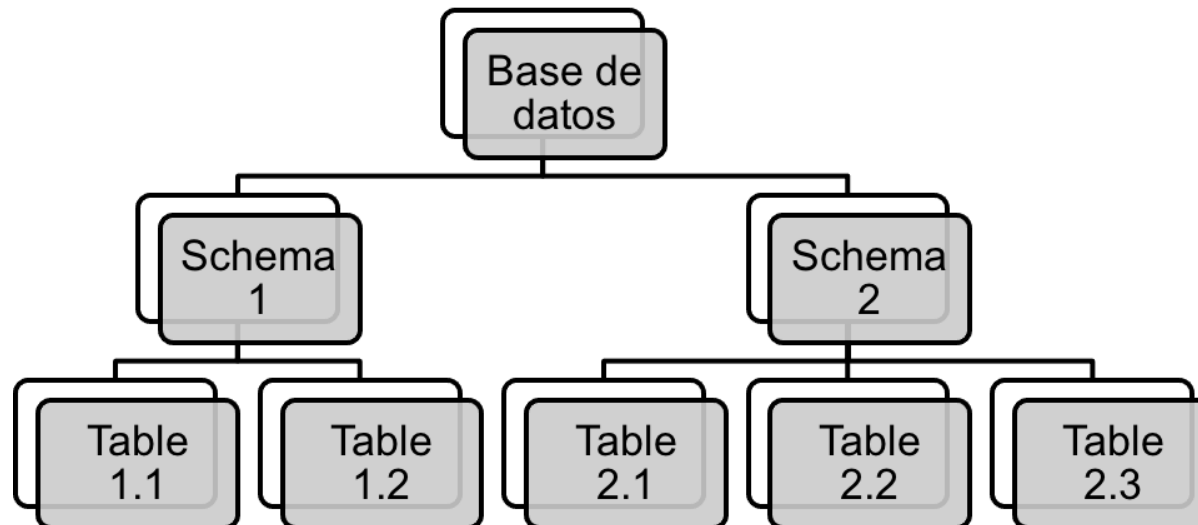 Base de
datos
Schema
1
Schema
2
Table
1.1
Table
1.2
Table
2.1
Table
2.2
Table
2.3